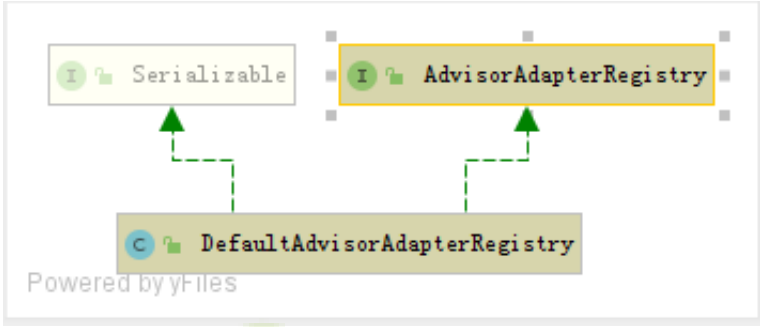 I Serializable
I AdvisorAdapterRegistry
C DefaultAdvisorAdapterRegistry
Powered by yFiles